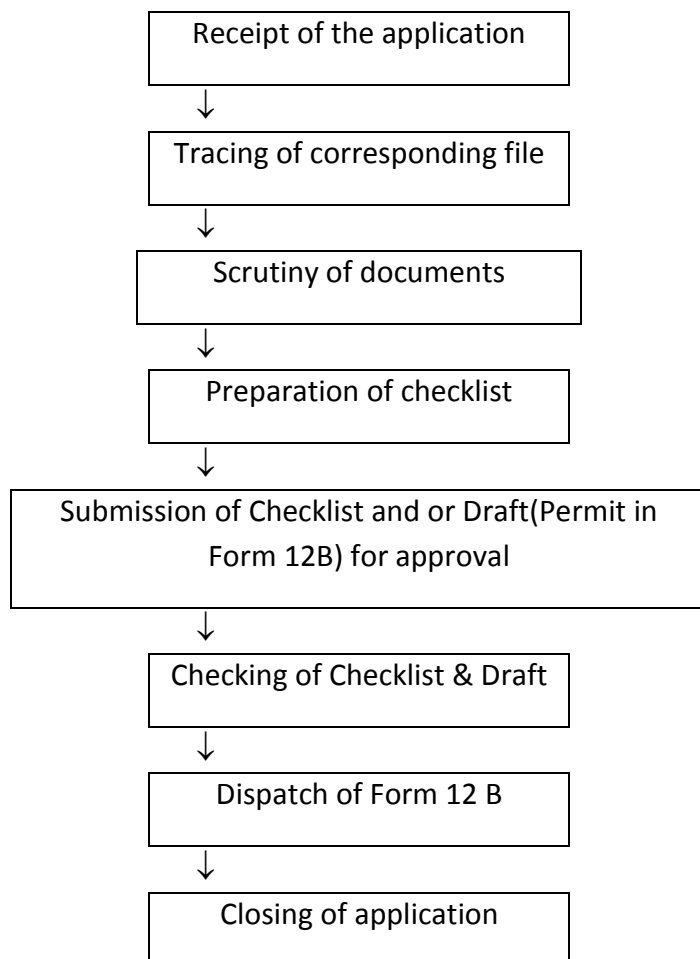 Receipt of the application
↓
Tracing of corresponding file
↓
Scrutiny of documents
↓
Preparation of checklist
↓
Submission of Checklist and or Draft(Permit in
Form 12B) for approval
↓
Checking of Checklist & Draft
↓
Dispatch of Form 12 B
↓
Closing of application